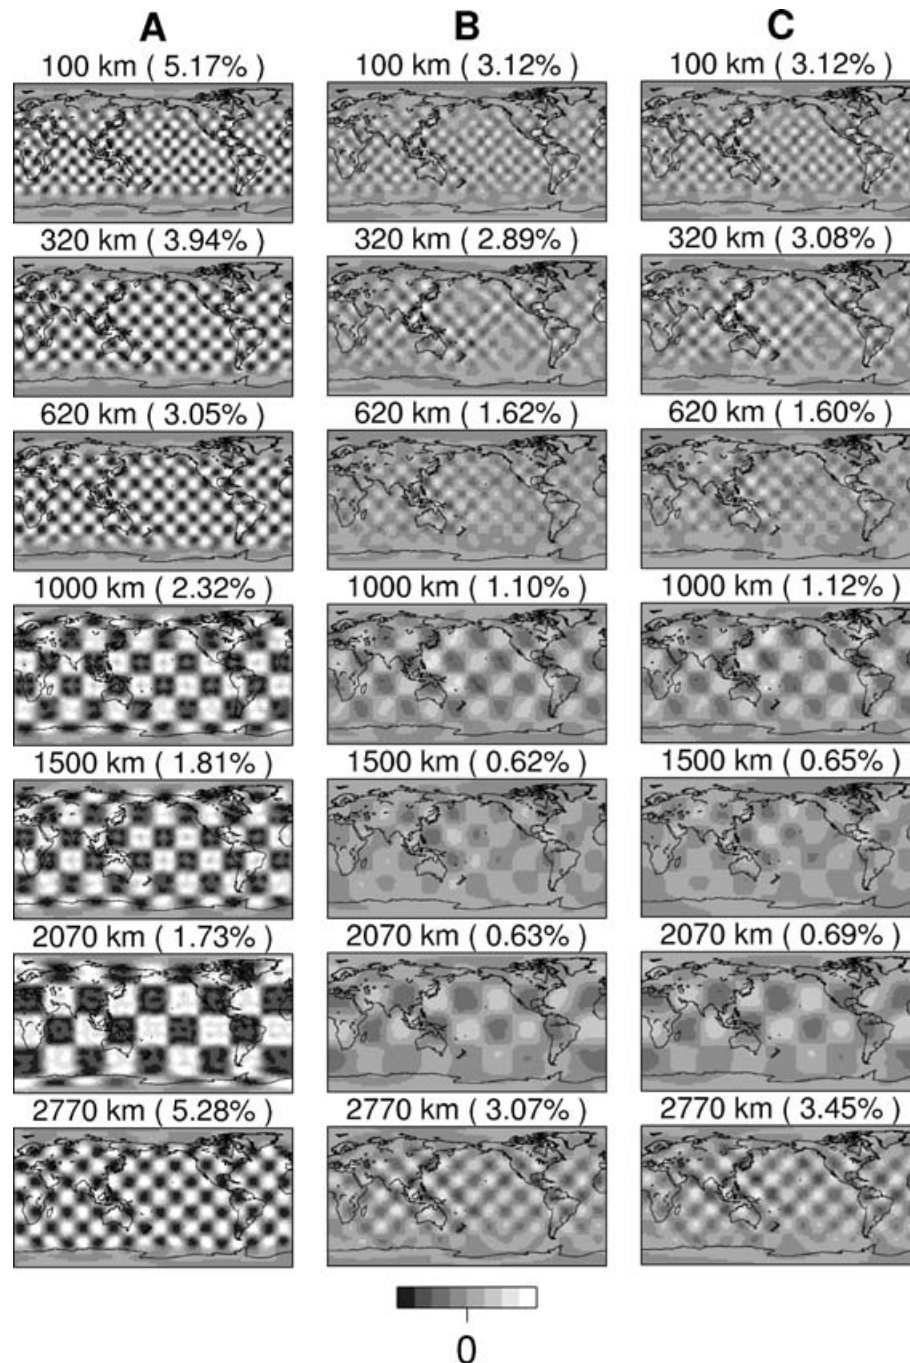 A B C
100 km ( 5.17% ) 100 km ( 3.12% ) 100 km ( 3.12% )
320 km ( 3.94% ) 320 km ( 2.89% ) 320 km ( 3.08% )
620 km ( 3.05% ) 620 km ( 1.62% ) 620 km ( 1.60% )
1000 km ( 2.32% ) 1000 km ( 1.10% ) 1000 km ( 1.12% )
1500 km ( 1.81% ) 1500 km ( 0.62% ) 1500 km ( 0.65% )
2070 km ( 1.73% ) 2070 km ( 0.63% ) 2070 km ( 0.69% )
2770 km ( 5.28% ) 2770 km ( 3.07% ) 2770 km ( 3.45% )
0